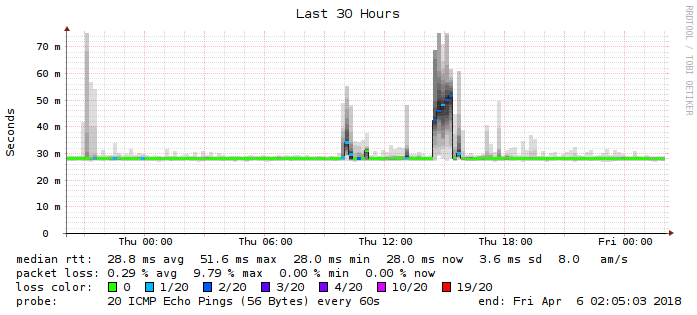 Last 30 Hours
RRDTOOL / TOBI OETIKER
Seconds
70 m
60 m
50 m
40 m
30 m
20 m
10 m
0
Thu 00:00 Thu 06:00 Thu 12:00 Thu 18:00 Fri 00:00
median rtt: 28.8 ms avg 51.6 ms max 28.0 ms min 28.0 ms now 3.6 ms sd 8.0 am/s
packet loss: 0.29 % avg 9.79 % max 0.00 % min 0.00 % now
loss color: 0 1/20 2/20 3/20 4/20 10/20 19/20
probe: 20 ICMP Echo Pings (56 Bytes) every 60s end: Fri Apr 6 02:05:03 2018